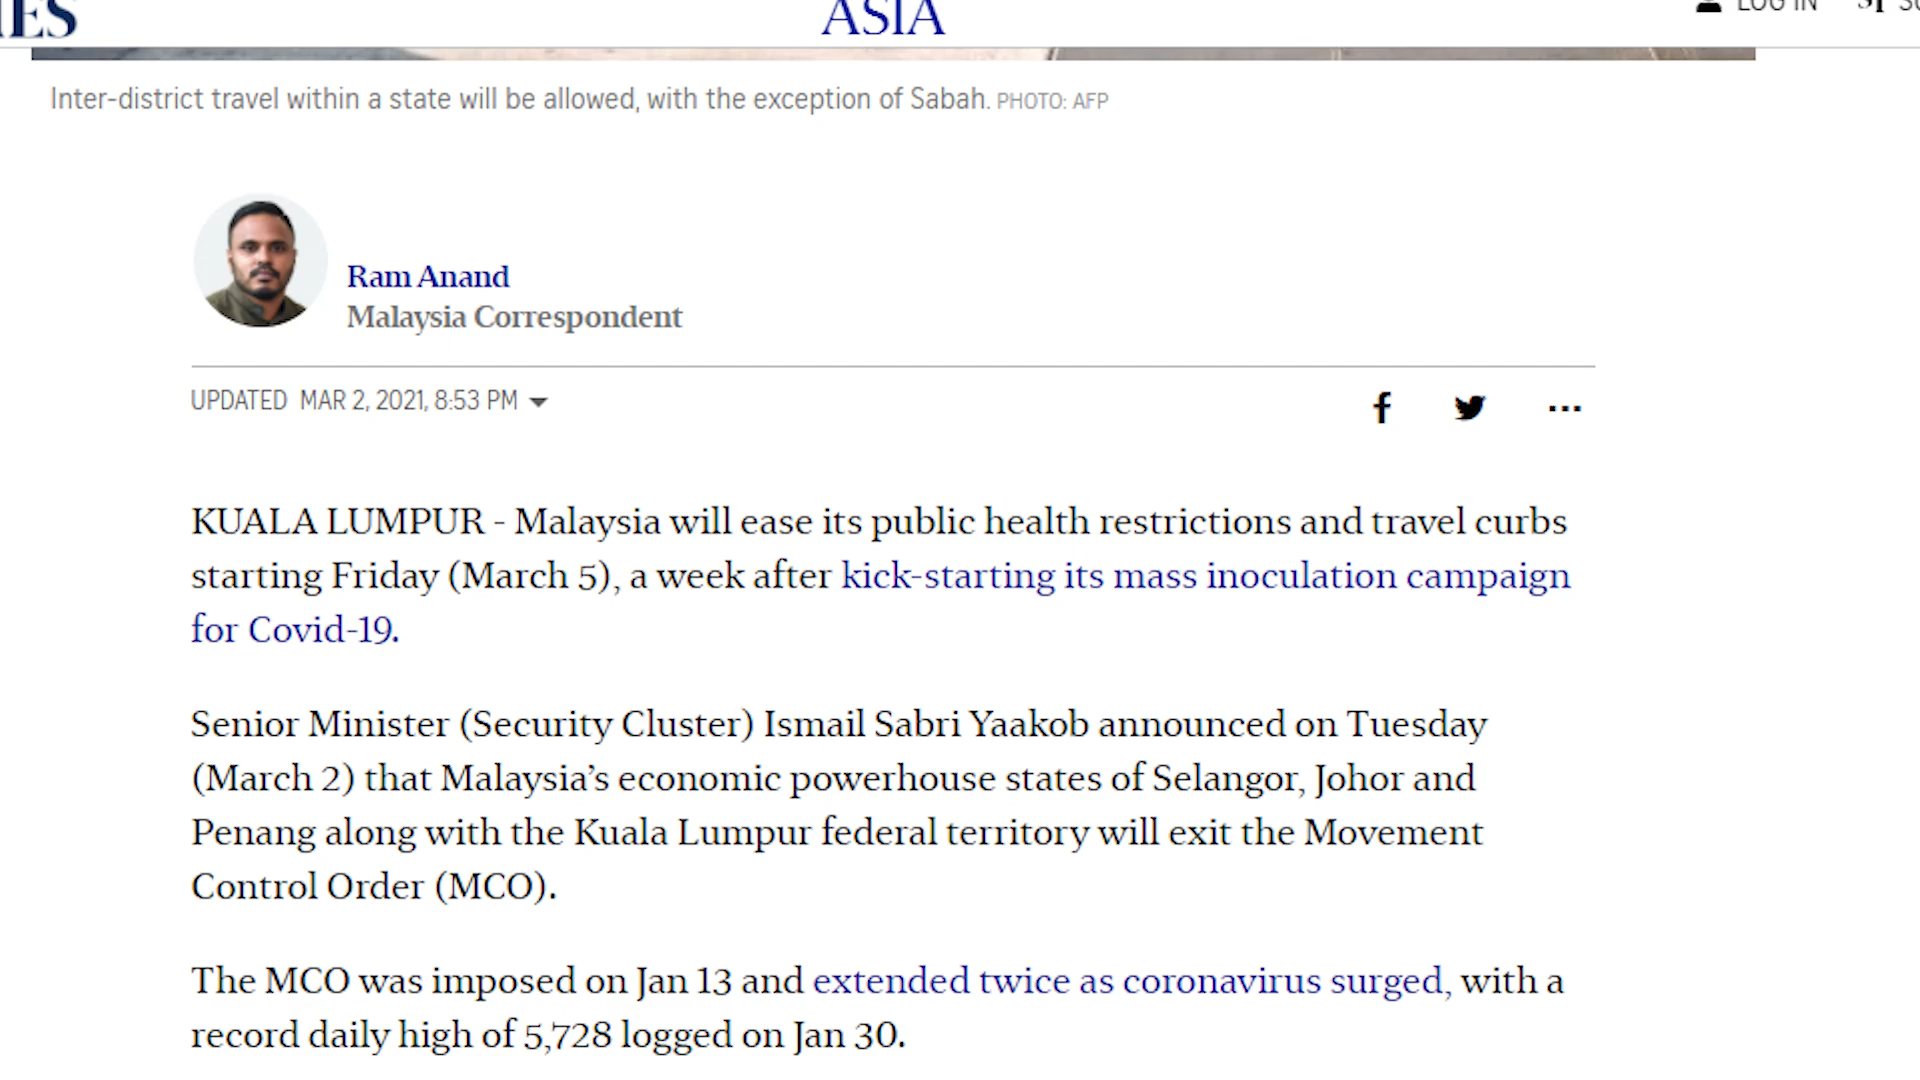 IES
ASIA
LOG IN
ST
Inter-district travel within a state will be allowed, with the exception of Sabah. PHOTO: AFP
Ram Anand
Malaysia Correspondent
UPDATED MAR 2, 2021, 8:53 PM
KUALA LUMPUR - Malaysia will ease its public health restrictions and travel curbs
starting Friday (March 5), a week after kick-starting its mass inoculation campaign
for Covid-19.
Senior Minister (Security Cluster) Ismail Sabri Yaakob announced on Tuesday
(March 2) that Malaysia’s economic powerhouse states of Selangor, Johor and
Penang along with the Kuala Lumpur federal territory will exit the Movement
Control Order (MCO).
The MCO was imposed on Jan 13 and extended twice as coronavirus surged, with a
record daily high of 5,728 logged on Jan 30.